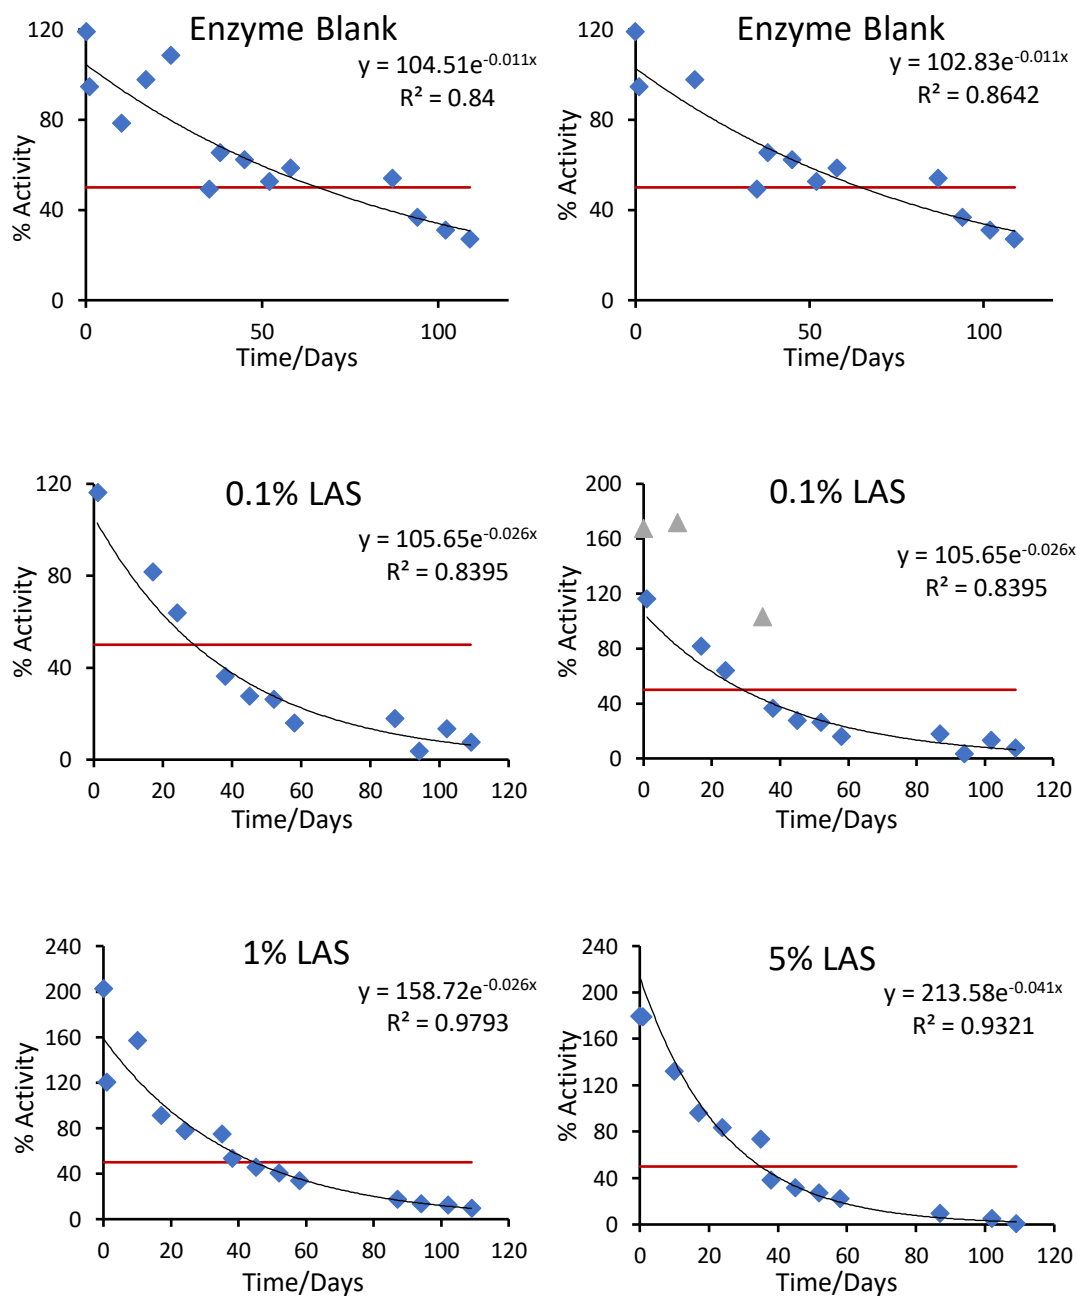 Enzyme Blank
y = 104.51e^-0.011x
R² = 0.84
% Activity
120
80
40
0
0 50 100
Time/Days
Enzyme Blank
y = 102.83e^-0.011x
R² = 0.8642
% Activity
120
80
40
0
0 50 100
Time/Days
0.1% LAS
y = 105.65e^-0.026x
R² = 0.8395
% Activity
120
80
40
0
0 20 40 60 80 100 120
Time/Days
0.1% LAS
y = 105.65e^-0.026x
R² = 0.8395
% Activity
200
160
120
80
40
0
0 20 40 60 80 100 120
Time/Days
1% LAS
y = 158.72e^-0.026x
R² = 0.9793
% Activity
240
200
160
120
80
40
0
0 20 40 60 80 100 120
Time/Days
5% LAS
y = 213.58e^-0.041x
R² = 0.9321
% Activity
240
200
160
120
80
40
0
0 20 40 60 80 100 120
Time/Days